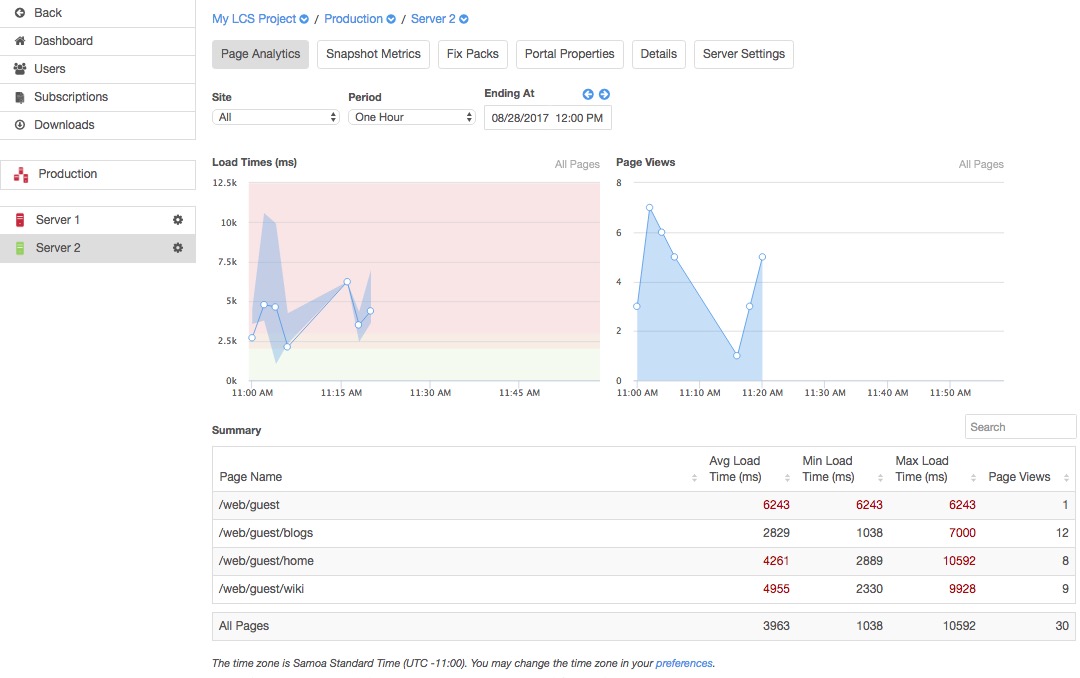 Back
Dashboard
Users
Subscriptions
Downloads
Production
Server 1
Server 2
My LCS Project / Production / Server 2
Page Analytics Snapshot Metrics Fix Packs Portal Properties Details Server Settings
Site Period Ending At
All One Hour 08/28/2017 12:00 PM
Load Times (ms) All Pages
12.5k
10k
7.5k
5k
2.5k
0k
11:00 AM 11:15 AM 11:30 AM 11:45 AM
Page Views All Pages
8
6
4
2
0
11:00 AM 11:10 AM 11:20 AM 11:30 AM 11:40 AM 11:50 AM
Summary Search
Page Name Avg Load Time (ms) Min Load Time (ms) Max Load Time (ms) Page Views
/web/guest 6243 6243 6243 1
/web/guest/blogs 2829 1038 7000 12
/web/guest/home 4261 2889 10592 8
/web/guest/wiki 4955 2330 9928 9
All Pages 3963 1038 10592 30
The time zone is Samoa Standard Time (UTC -11:00). You may change the time zone in your preferences.